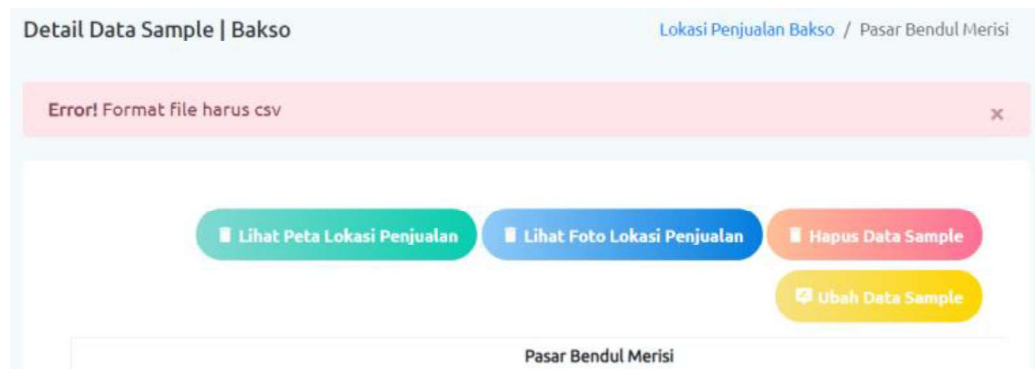 Detail Data Sample | Bakso
Lokasi Penjualan Bakso / Pasar Bendul Merisi
Error! Format file harus csv
×
Lihat Peta Lokasi Penjualan
Lihat Foto Lokasi Penjualan
Hapus Data Sample
Ubah Data Sample
Pasar Bendul Merisi